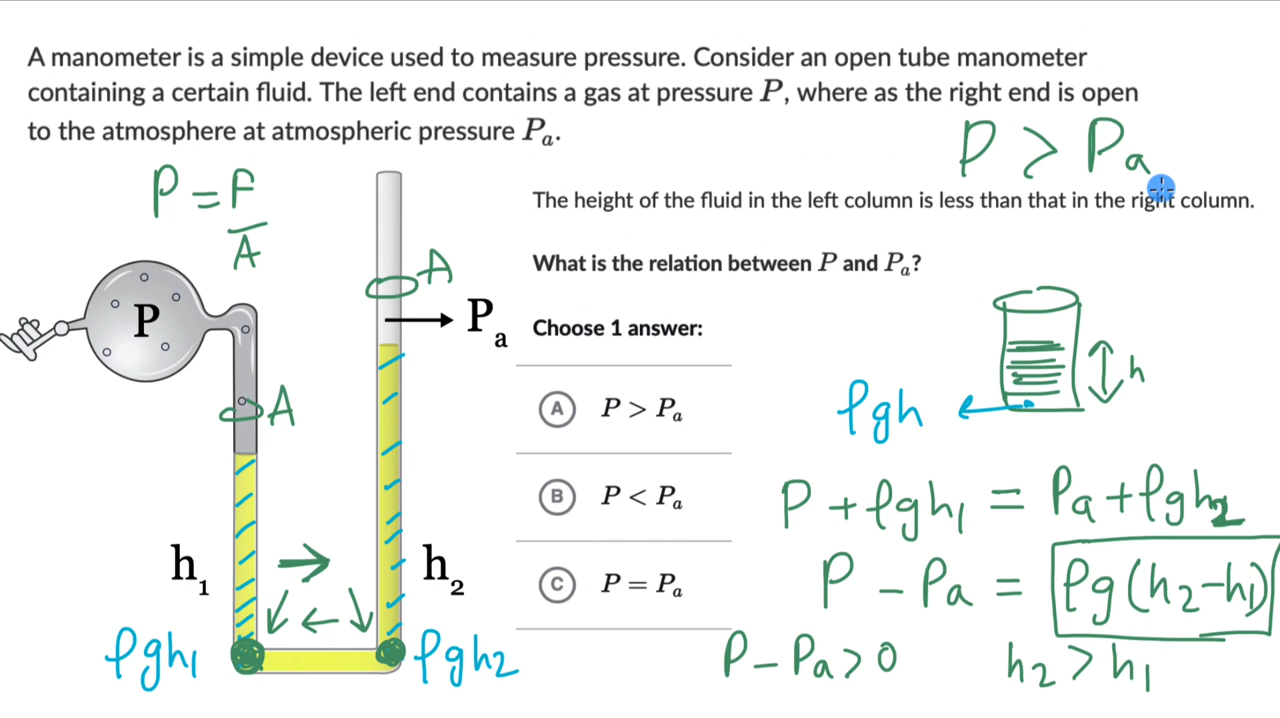 A manometer is a simple device used to measure pressure. Consider an open tube manometer
containing a certain fluid. The left end contains a gas at pressure P, where as the right end is open
to the atmosphere at atmospheric pressure Pₐ.
P > Pa
P = F/A
The height of the fluid in the left column is less than that in the right column.
What is the relation between P and Pₐ?
A
P
Pa
Choose 1 answer:
h
A
A P > Pₐ
ρgh
B P < Pₐ
P + ρgh₁ = Pa + ρgh₂
h₁
h₂
C P = Pₐ
P - Pa = ρg(h₂-h₁)
ρgh₁
ρgh₂
P - Pa > 0
h₂ > h₁